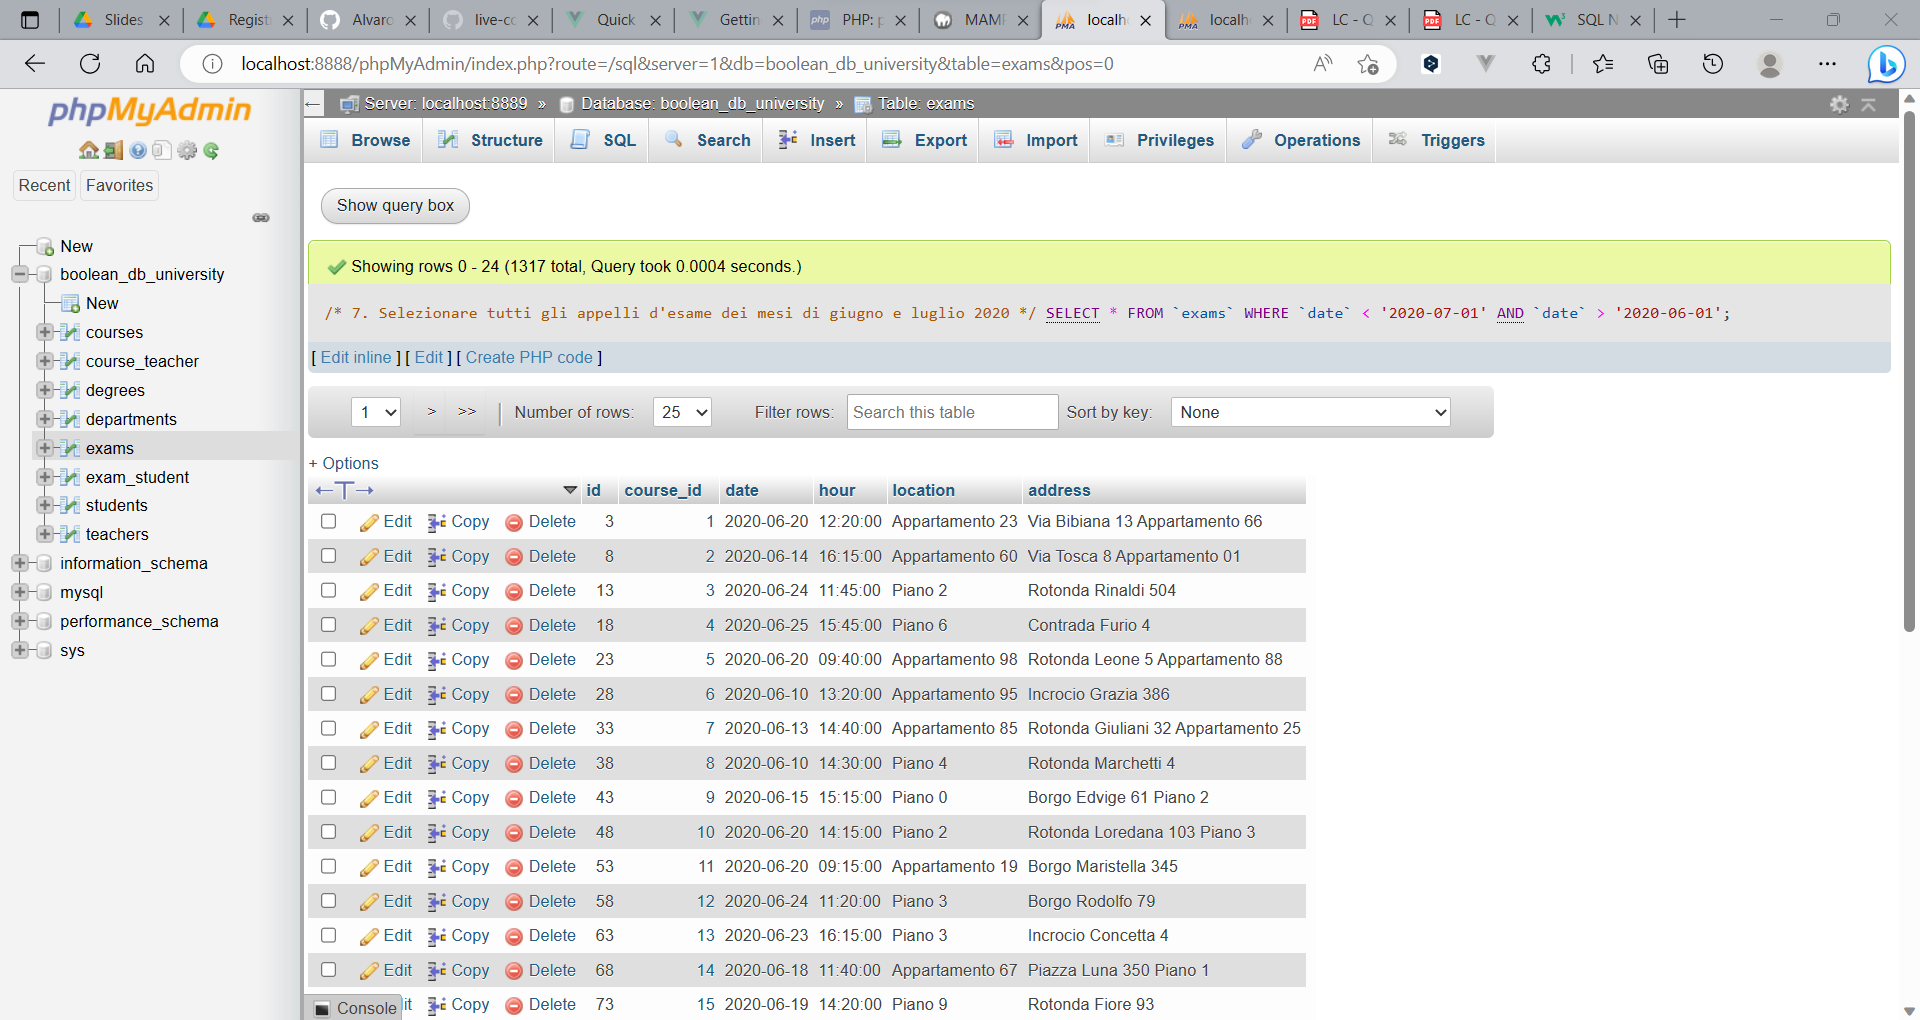 Slides Regist Alvaro live-co Quick Gettin php PHP: p MAMP localh localh LC - Q LC - Q SQL N
localhost:8888/phpMyAdmin/index.php?route=/sql&server=1&db=boolean_db_university&table=exams&pos=0
phpMyAdmin
Recent Favorites
New
boolean_db_university
New
courses
course_teacher
degrees
departments
exams
exam_student
students
teachers
information_schema
mysql
performance_schema
sys
Server: localhost:8889 » Database: boolean_db_university » Table: exams
Browse Structure SQL Search Insert Export Import Privileges Operations Triggers
Show query box
Showing rows 0 - 24 (1317 total, Query took 0.0004 seconds.)
/* 7. Selezionare tutti gli appelli d'esame dei mesi di giugno e luglio 2020 */ SELECT * FROM `exams` WHERE `date` < '2020-07-01' AND `date` > '2020-06-01';
[ Edit inline ] [ Edit ] [ Create PHP code ]
1 > >> | Number of rows: 25 Filter rows: Search this table Sort by key: None
+ Options
←T→ id course_id date hour location address
Edit Copy Delete 3 1 2020-06-20 12:20:00 Appartamento 23 Via Bibiana 13 Appartamento 66
Edit Copy Delete 8 2 2020-06-14 16:15:00 Appartamento 60 Via Tosca 8 Appartamento 01
Edit Copy Delete 13 3 2020-06-24 11:45:00 Piano 2 Rotonda Rinaldi 504
Edit Copy Delete 18 4 2020-06-25 15:45:00 Piano 6 Contrada Furio 4
Edit Copy Delete 23 5 2020-06-20 09:40:00 Appartamento 98 Rotonda Leone 5 Appartamento 88
Edit Copy Delete 28 6 2020-06-10 13:20:00 Appartamento 95 Incrocio Grazia 386
Edit Copy Delete 33 7 2020-06-13 14:40:00 Appartamento 85 Rotonda Giuliani 32 Appartamento 25
Edit Copy Delete 38 8 2020-06-10 14:30:00 Piano 4 Rotonda Marchetti 4
Edit Copy Delete 43 9 2020-06-15 15:15:00 Piano 0 Borgo Edvige 61 Piano 2
Edit Copy Delete 48 10 2020-06-20 14:15:00 Piano 2 Rotonda Loredana 103 Piano 3
Edit Copy Delete 53 11 2020-06-20 09:15:00 Appartamento 19 Borgo Maristella 345
Edit Copy Delete 58 12 2020-06-24 11:20:00 Piano 3 Borgo Rodolfo 79
Edit Copy Delete 63 13 2020-06-23 16:15:00 Piano 3 Incrocio Concetta 4
Edit Copy Delete 68 14 2020-06-18 11:40:00 Appartamento 67 Piazza Luna 350 Piano 1
Console it Copy Delete 73 15 2020-06-19 14:20:00 Piano 9 Rotonda Fiore 93